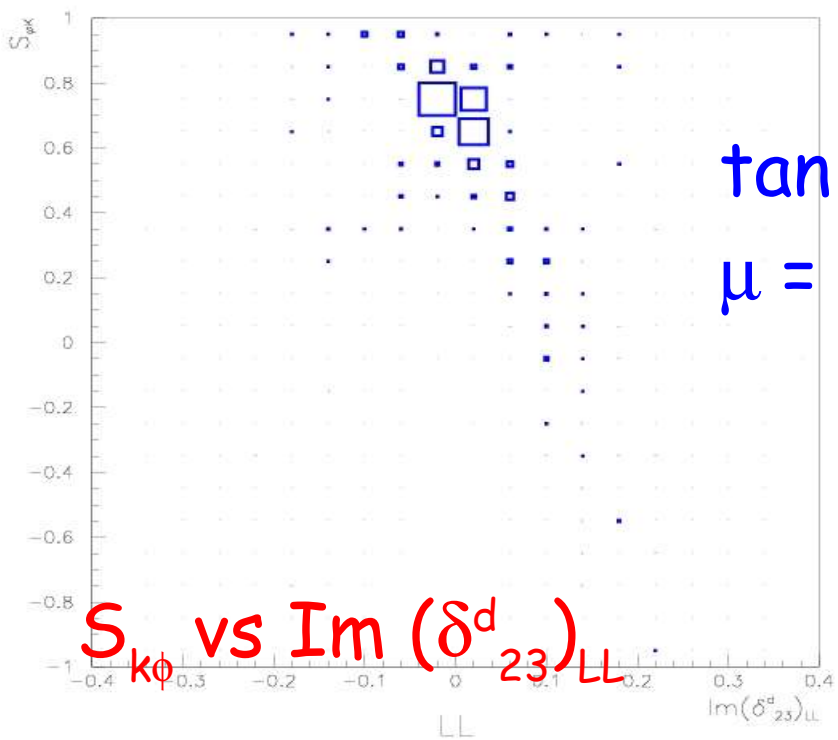 S_φK
1
0.8
0.6
0.4
0.2
0
−0.2
−0.4
−0.6
−0.8
−1
tan
μ =
S_kϕ vs Im (δ^d_23)_LL
−0.4 −0.3 −0.2 −0.1 0 0.1 0.2 0.3 0.4
Im(δ^d_23)_LL
LL